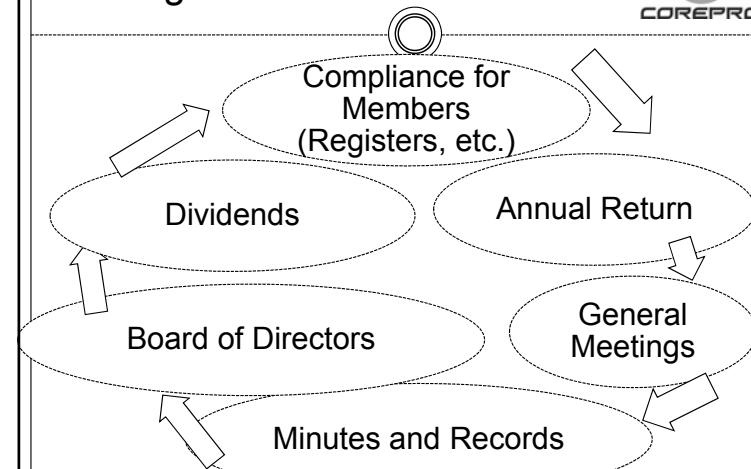 COREPRO
Compliance for
Members
(Registers, etc.)
Dividends
Annual Return
Board of Directors
General
Meetings
Minutes and Records